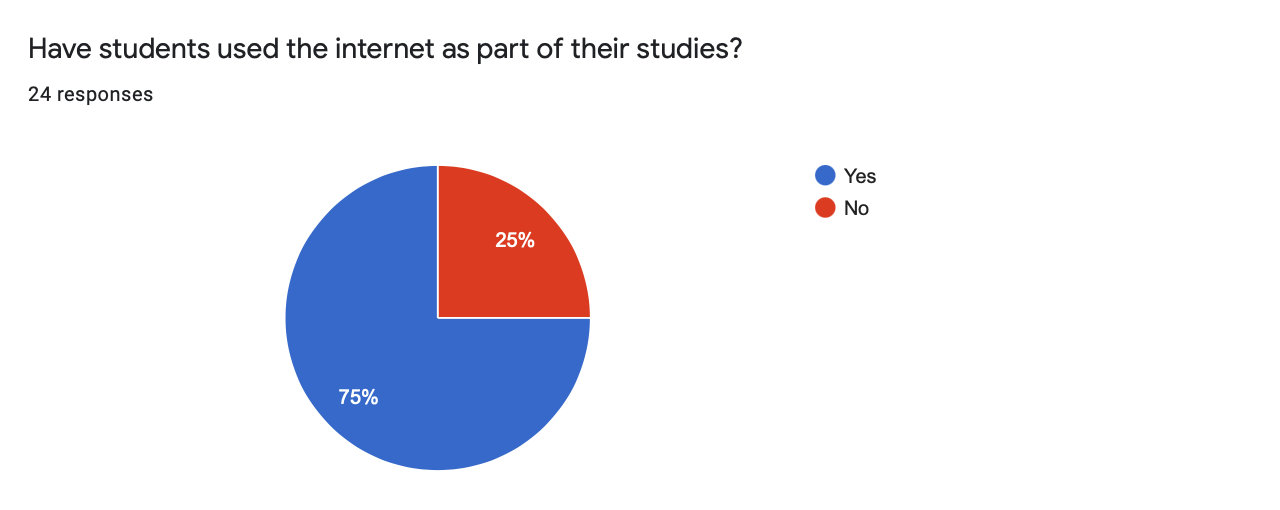 Have students used the internet as part of their studies?
24 responses
Yes
No
25%
75%